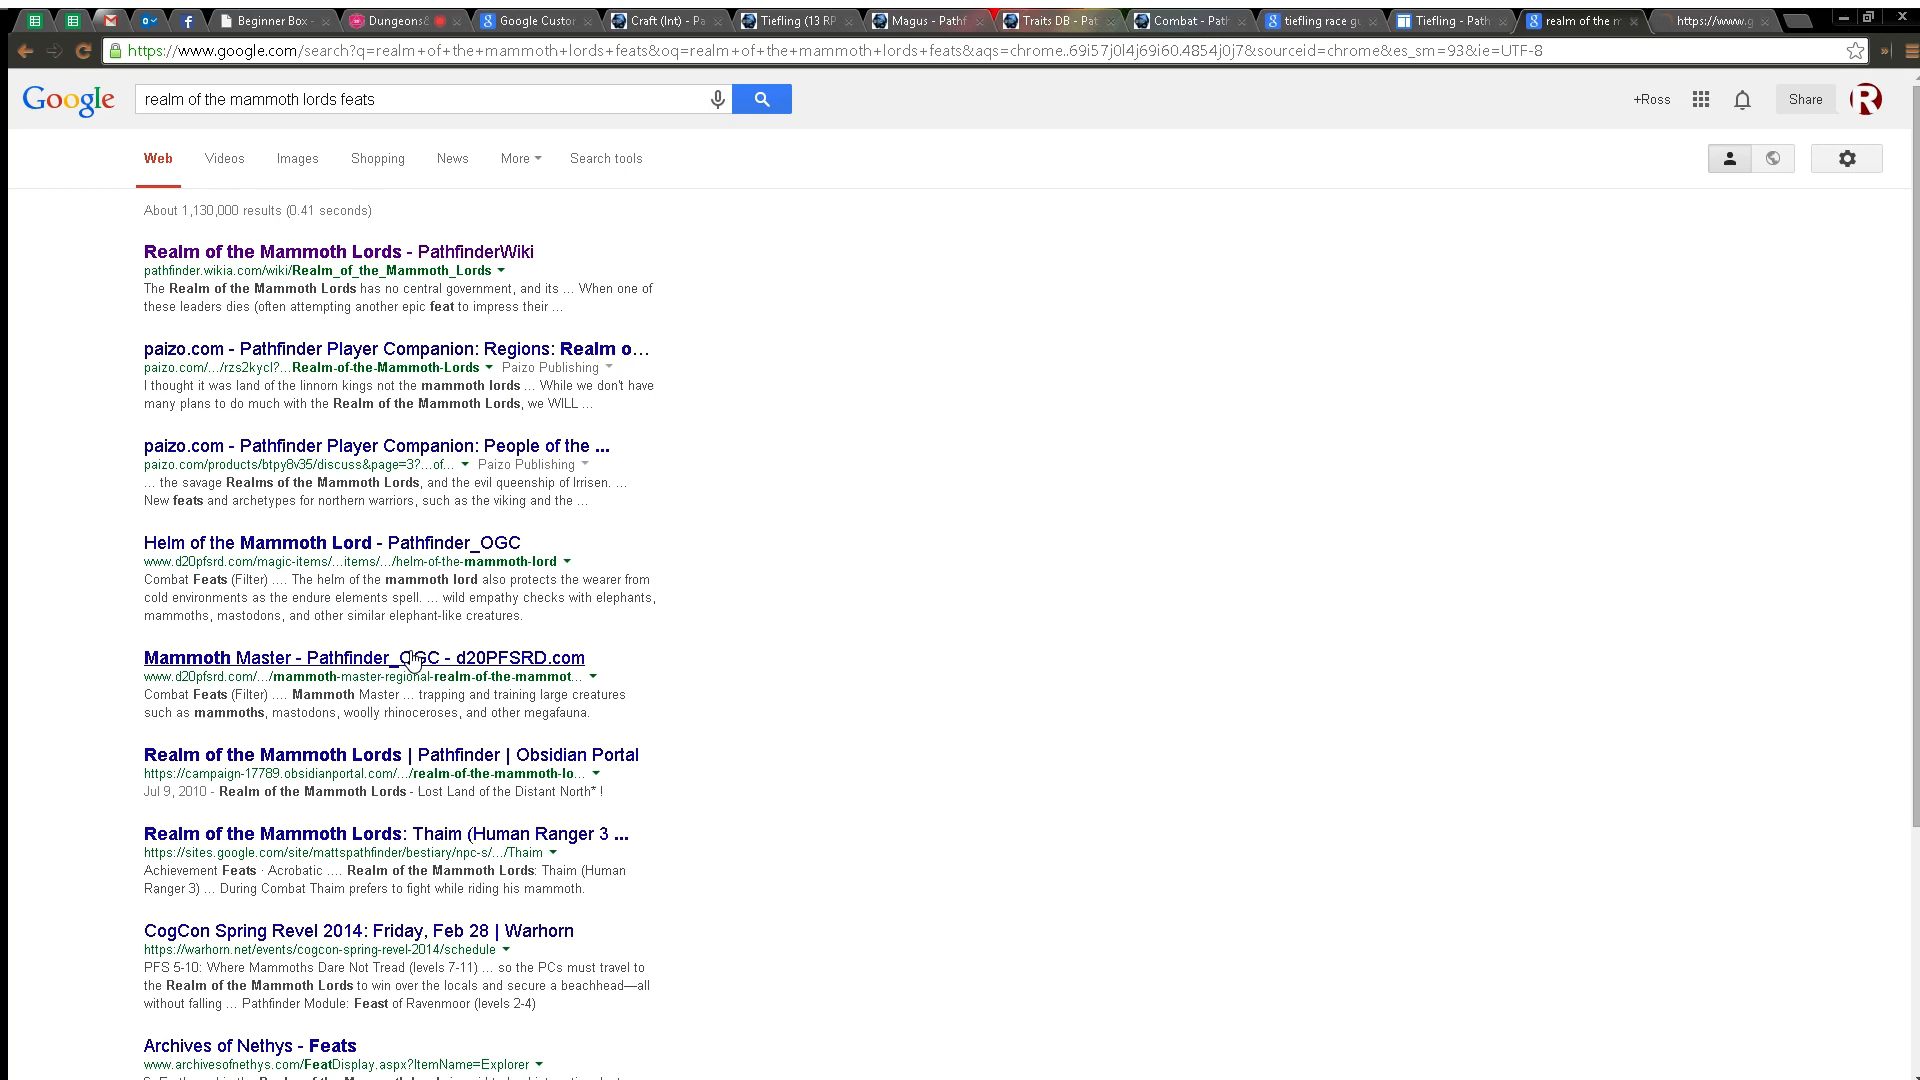 Beginner Box -
Dungeons&
Google Custor
Craft (Int) - Pa
Tiefling (13 RP
Magus - Pathf
Traits DB - Pat
Combat - Path
tiefling race gu
Tiefling - Path
realm of the m
https://www.g
https://www.google.com/search?q=realm+of+the+mammoth+lords+feats&oq=realm+of+the+mammoth+lords+feats&aqs=chrome..69i57j0l4j69i60.4854j0j7&sourceid=chrome&es_sm=93&ie=UTF-8
Google
realm of the mammoth lords feats
+Ross
Share
R
Web Videos Images Shopping News More Search tools
About 1,130,000 results (0.41 seconds)
Realm of the Mammoth Lords - PathfinderWiki
pathfinder.wikia.com/wiki/Realm_of_the_Mammoth_Lords
The Realm of the Mammoth Lords has no central government, and its ... When one of
these leaders dies (often attempting another epic feat to impress their ...
paizo.com - Pathfinder Player Companion: Regions: Realm o...
paizo.com/.../rzs2kycl?...Realm-of-the-Mammoth-Lords Paizo Publishing
I thought it was land of the linnorn kings not the mammoth lords ... While we don't have
many plans to do much with the Realm of the Mammoth Lords, we WILL ...
paizo.com - Pathfinder Player Companion: People of the ...
paizo.com/products/btpy8v35/discuss&page=3?...of... Paizo Publishing
... the savage Realms of the Mammoth Lords, and the evil queenship of Irrisen. ...
New feats and archetypes for northern warriors, such as the viking and the ...
Helm of the Mammoth Lord - Pathfinder_OGC
www.d20pfsrd.com/magic-items/...items/.../helm-of-the-mammoth-lord
Combat Feats (Filter) .... The helm of the mammoth lord also protects the wearer from
cold environments as the endure elements spell. ... wild empathy checks with elephants,
mammoths, mastodons, and other similar elephant-like creatures.
Mammoth Master - Pathfinder_OGC - d20PFSRD.com
www.d20pfsrd.com/.../mammoth-master-regional-realm-of-the-mammot...
Combat Feats (Filter) .... Mammoth Master ... trapping and training large creatures
such as mammoths, mastodons, woolly rhinoceroses, and other megafauna.
Realm of the Mammoth Lords | Pathfinder | Obsidian Portal
https://campaign-17789.obsidianportal.com/.../realm-of-the-mammoth-lo...
Jul 9, 2010 - Realm of the Mammoth Lords - Lost Land of the Distant North* !
Realm of the Mammoth Lords: Thaim (Human Ranger 3 ...
https://sites.google.com/site/mattspathfinder/bestiary/npc-s/.../Thaim
Achievement Feats · Acrobatic .... Realm of the Mammoth Lords: Thaim (Human
Ranger 3) ... During Combat Thaim prefers to fight while riding his mammoth.
CogCon Spring Revel 2014: Friday, Feb 28 | Warhorn
https://warhorn.net/events/cogcon-spring-revel-2014/schedule
PFS 5-10: Where Mammoths Dare Not Tread (levels 7-11) ... so the PCs must travel to
the Realm of the Mammoth Lords to win over the locals and secure a beachhead—all
without falling ... Pathfinder Module: Feast of Ravenmoor (levels 2-4)
Archives of Nethys - Feats
www.archivesofnethys.com/FeatDisplay.aspx?ItemName=Explorer